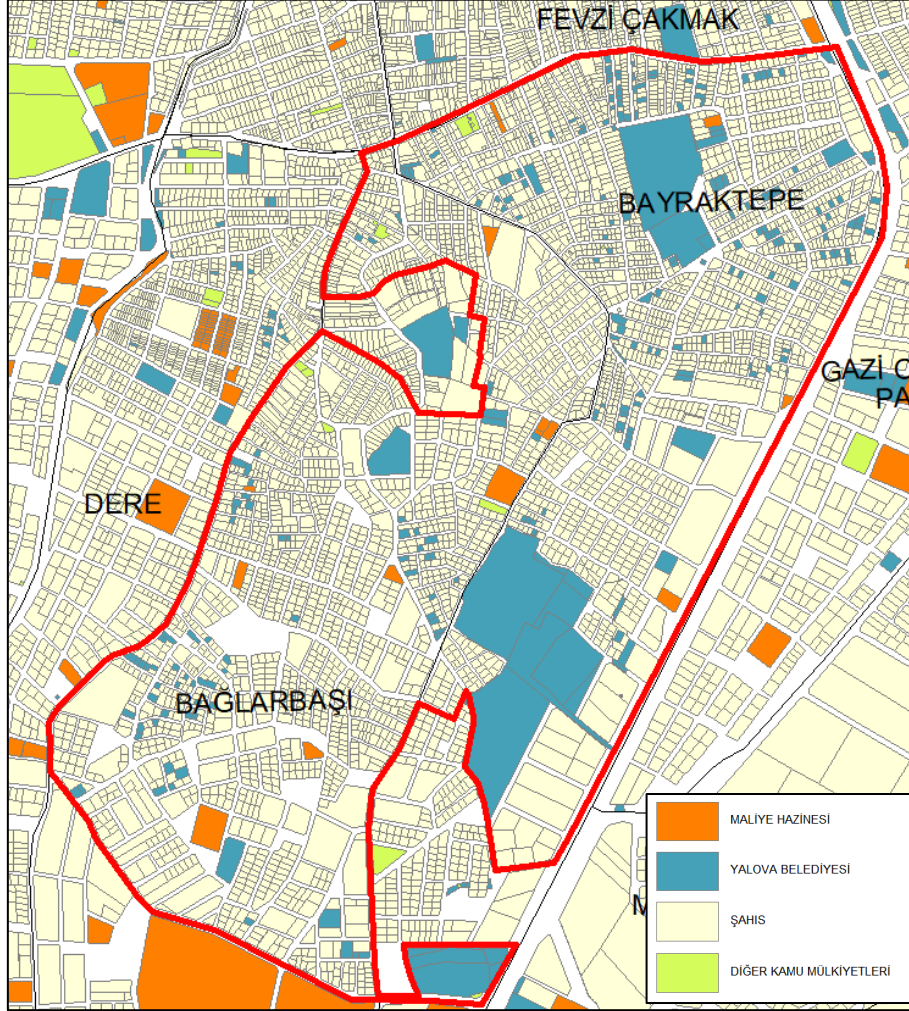 FEVZİ ÇAKMAK
BAYRAKTEPE
GAZİ O
PA
DERE
BAĞLARBAŞI
M
MALİYE HAZİNESİ
YALOVA BELEDİYESİ
ŞAHIS
DİĞER KAMU MÜLKİYETLERİ